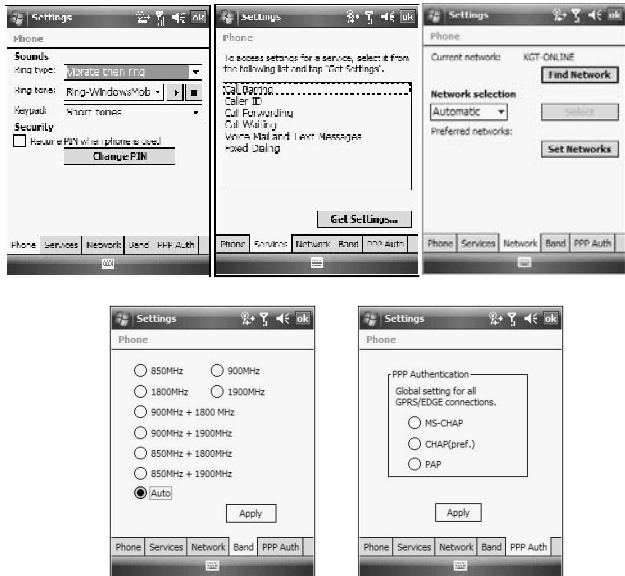 Settings ok
Phone
Sounds
Ring type: Vibrate then ring
Ring tone: Ring-WindowsMob
Keypad: Short tones
Security
Require PIN when phone is used
Change PIN
Phone Services Network Band PPP Auth
Settings ok
Phone
To access settings for a service, select it from
the following list and tap "Get Settings".
Call Barring
Caller ID
Call Forwarding
Call Waiting
Voice Mail and Text Messages
Fixed Dialing
Get Settings...
Phone Services Network Band PPP Auth
Settings ok
Phone
Current network: KGT-ONLINE
Find Network
Network selection
Automatic Select
Preferred networks:
Set Networks
Phone Services Network Band PPP Auth
Settings ok
Phone
850MHz 900MHz
1800MHz 1900MHz
900MHz + 1800 MHz
900MHz + 1900MHz
850MHz + 1800MHz
850MHz + 1900MHz
Auto
Apply
Phone Services Network Band PPP Auth
Settings ok
Phone
PPP Authentication
Global setting for all
GPRS/EDGE connections.
MS-CHAP
CHAP(pref.)
PAP
Apply
Phone Services Network Band PPP Auth